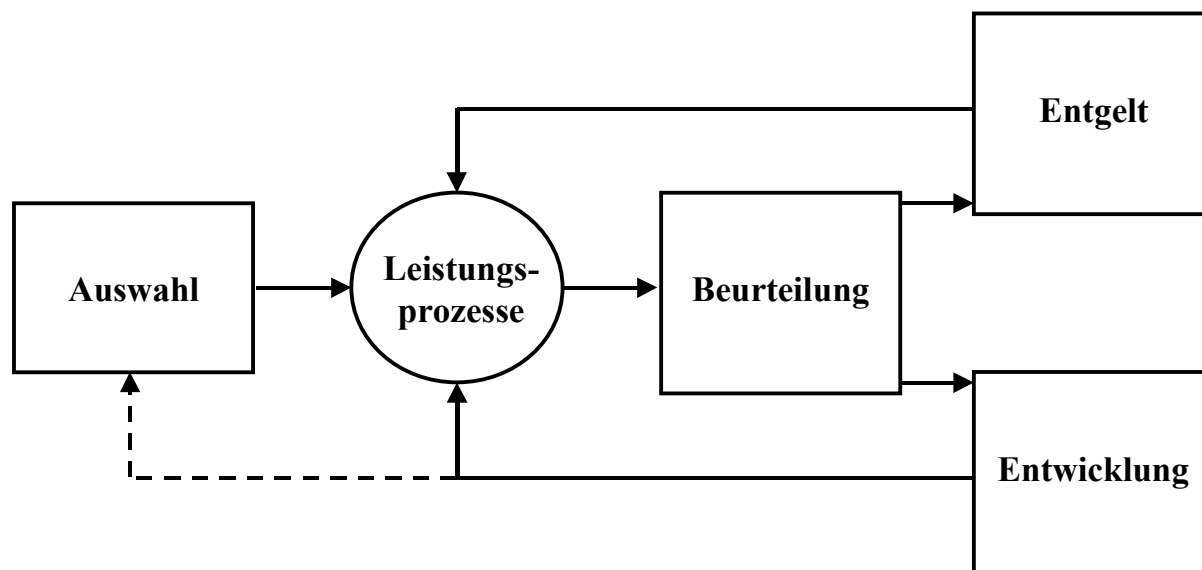 Entgelt
Auswahl
Leistungs-
prozesse
Beurteilung
Entwicklung